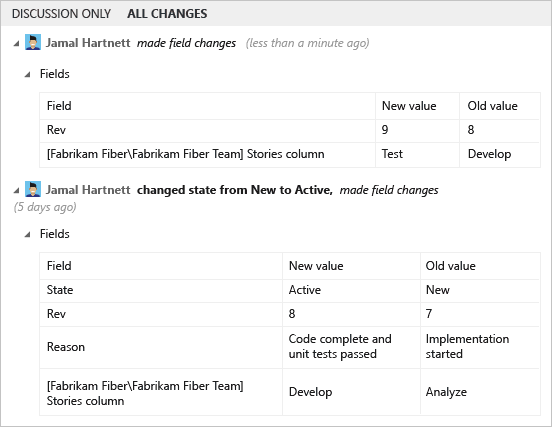 DISCUSSION ONLY ALL CHANGES
Jamal Hartnett made field changes (less than a minute ago)
Fields
Field New value Old value
Rev 9 8
[Fabrikam Fiber\Fabrikam Fiber Team] Stories column Test Develop
Jamal Hartnett changed state from New to Active, made field changes
(5 days ago)
Fields
Field New value Old value
State Active New
Rev 8 7
Reason Code complete and unit tests passed Implementation started
[Fabrikam Fiber\Fabrikam Fiber Team] Stories column Develop Analyze